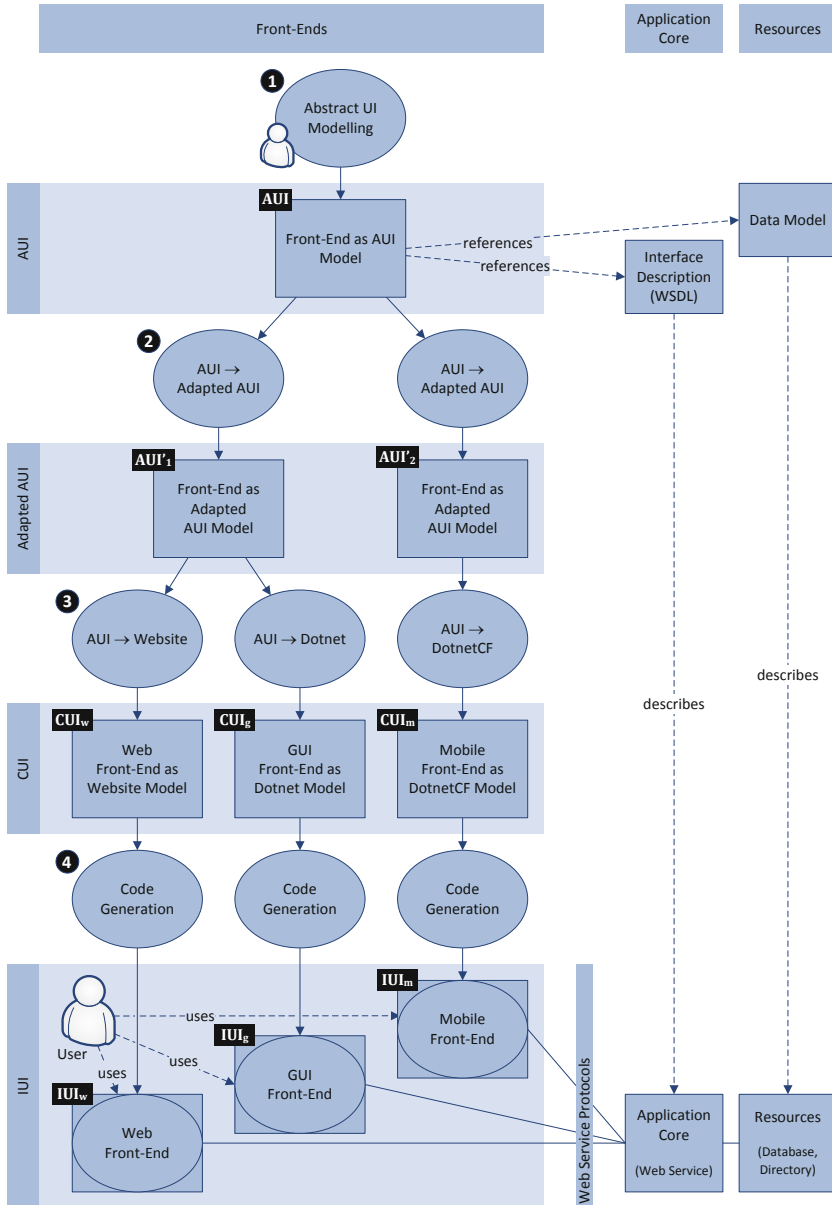 Front-Ends
Application
Core
Resources
1
Abstract UI
Modelling
AUI
AUI
Front-End as AUI
Model
references
references
Data Model
Interface
Description
(WSDL)
2
AUI →
Adapted AUI
AUI →
Adapted AUI
Adapted AUI
AUI'1
Front-End as
Adapted
AUI Model
AUI'2
Front-End as
Adapted
AUI Model
3
AUI → Website
AUI → Dotnet
AUI →
DotnetCF
describes
describes
CUI
CUIw
Web
Front-End as
Website Model
CUIg
GUI
Front-End as
Dotnet Model
CUIm
Mobile
Front-End as
DotnetCF Model
4
Code
Generation
Code
Generation
Code
Generation
IUI
User
uses
uses
uses
IUIm
Mobile
Front-End
IUIg
GUI
Front-End
IUIw
Web
Front-End
Web Service Protocols
Application
Core
(Web Service)
Resources
(Database,
Directory)